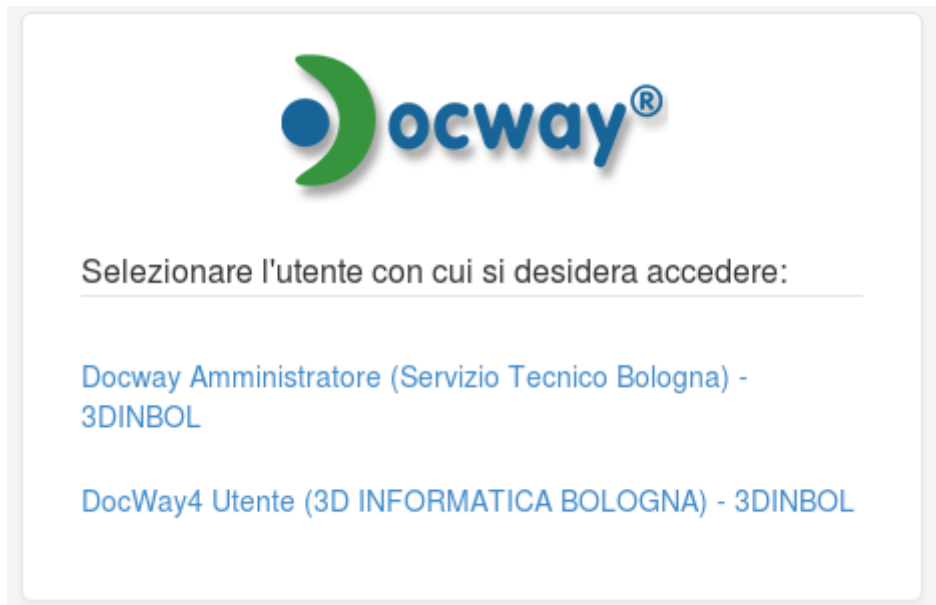 Docway®
Selezionare l'utente con cui si desidera accedere:
Docway Amministratore (Servizio Tecnico Bologna) -
3DINBOL
DocWay4 Utente (3D INFORMATICA BOLOGNA) - 3DINBOL